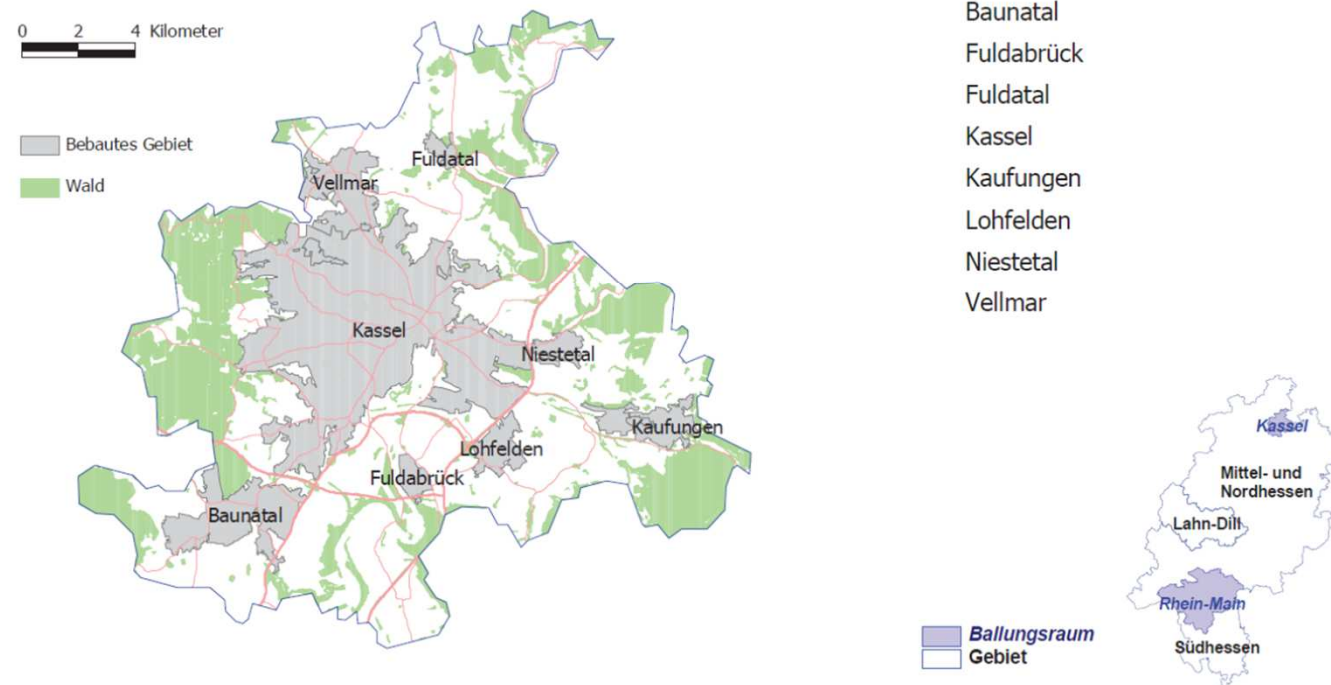 0 2 4 Kilometer
Bebautes Gebiet
Wald
Fuldatal
Vellmar
Kassel
Niestetal
Kaufungen
Lohfelden
Fuldabrück
Baunatal
Baunatal
Fuldabrück
Fuldatal
Kassel
Kaufungen
Lohfelden
Niestetal
Vellmar
Kassel
Mittel- und
Nordhessen
Lahn-Dill
Rhein-Main
Südhessen
Ballungsraum
Gebiet